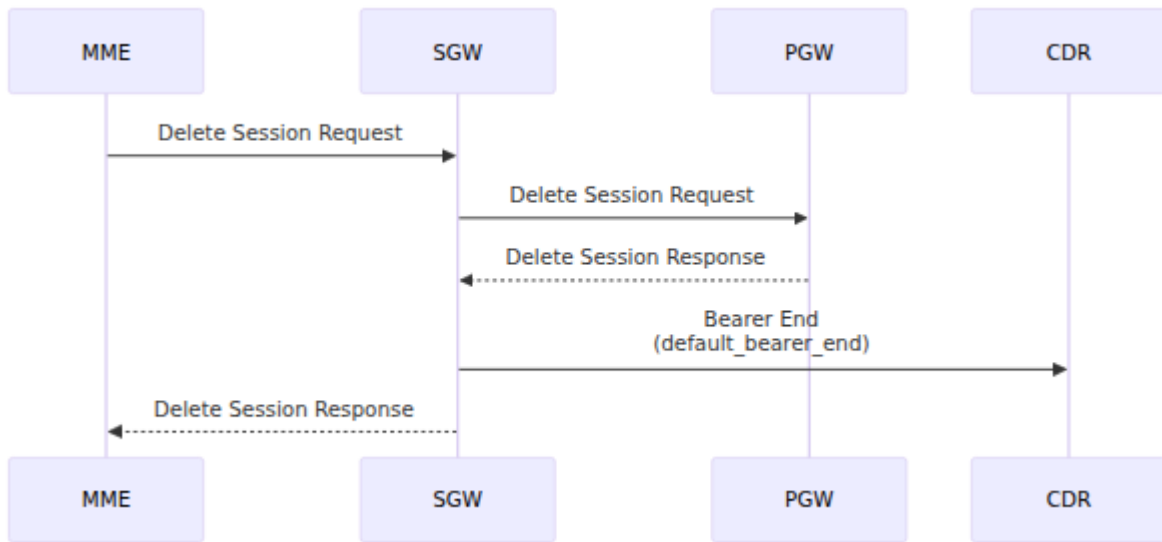 MME
SGW
PGW
CDR
Delete Session Request
Delete Session Request
Delete Session Response
Bearer End
(default_bearer_end)
Delete Session Response
MME
SGW
PGW
CDR